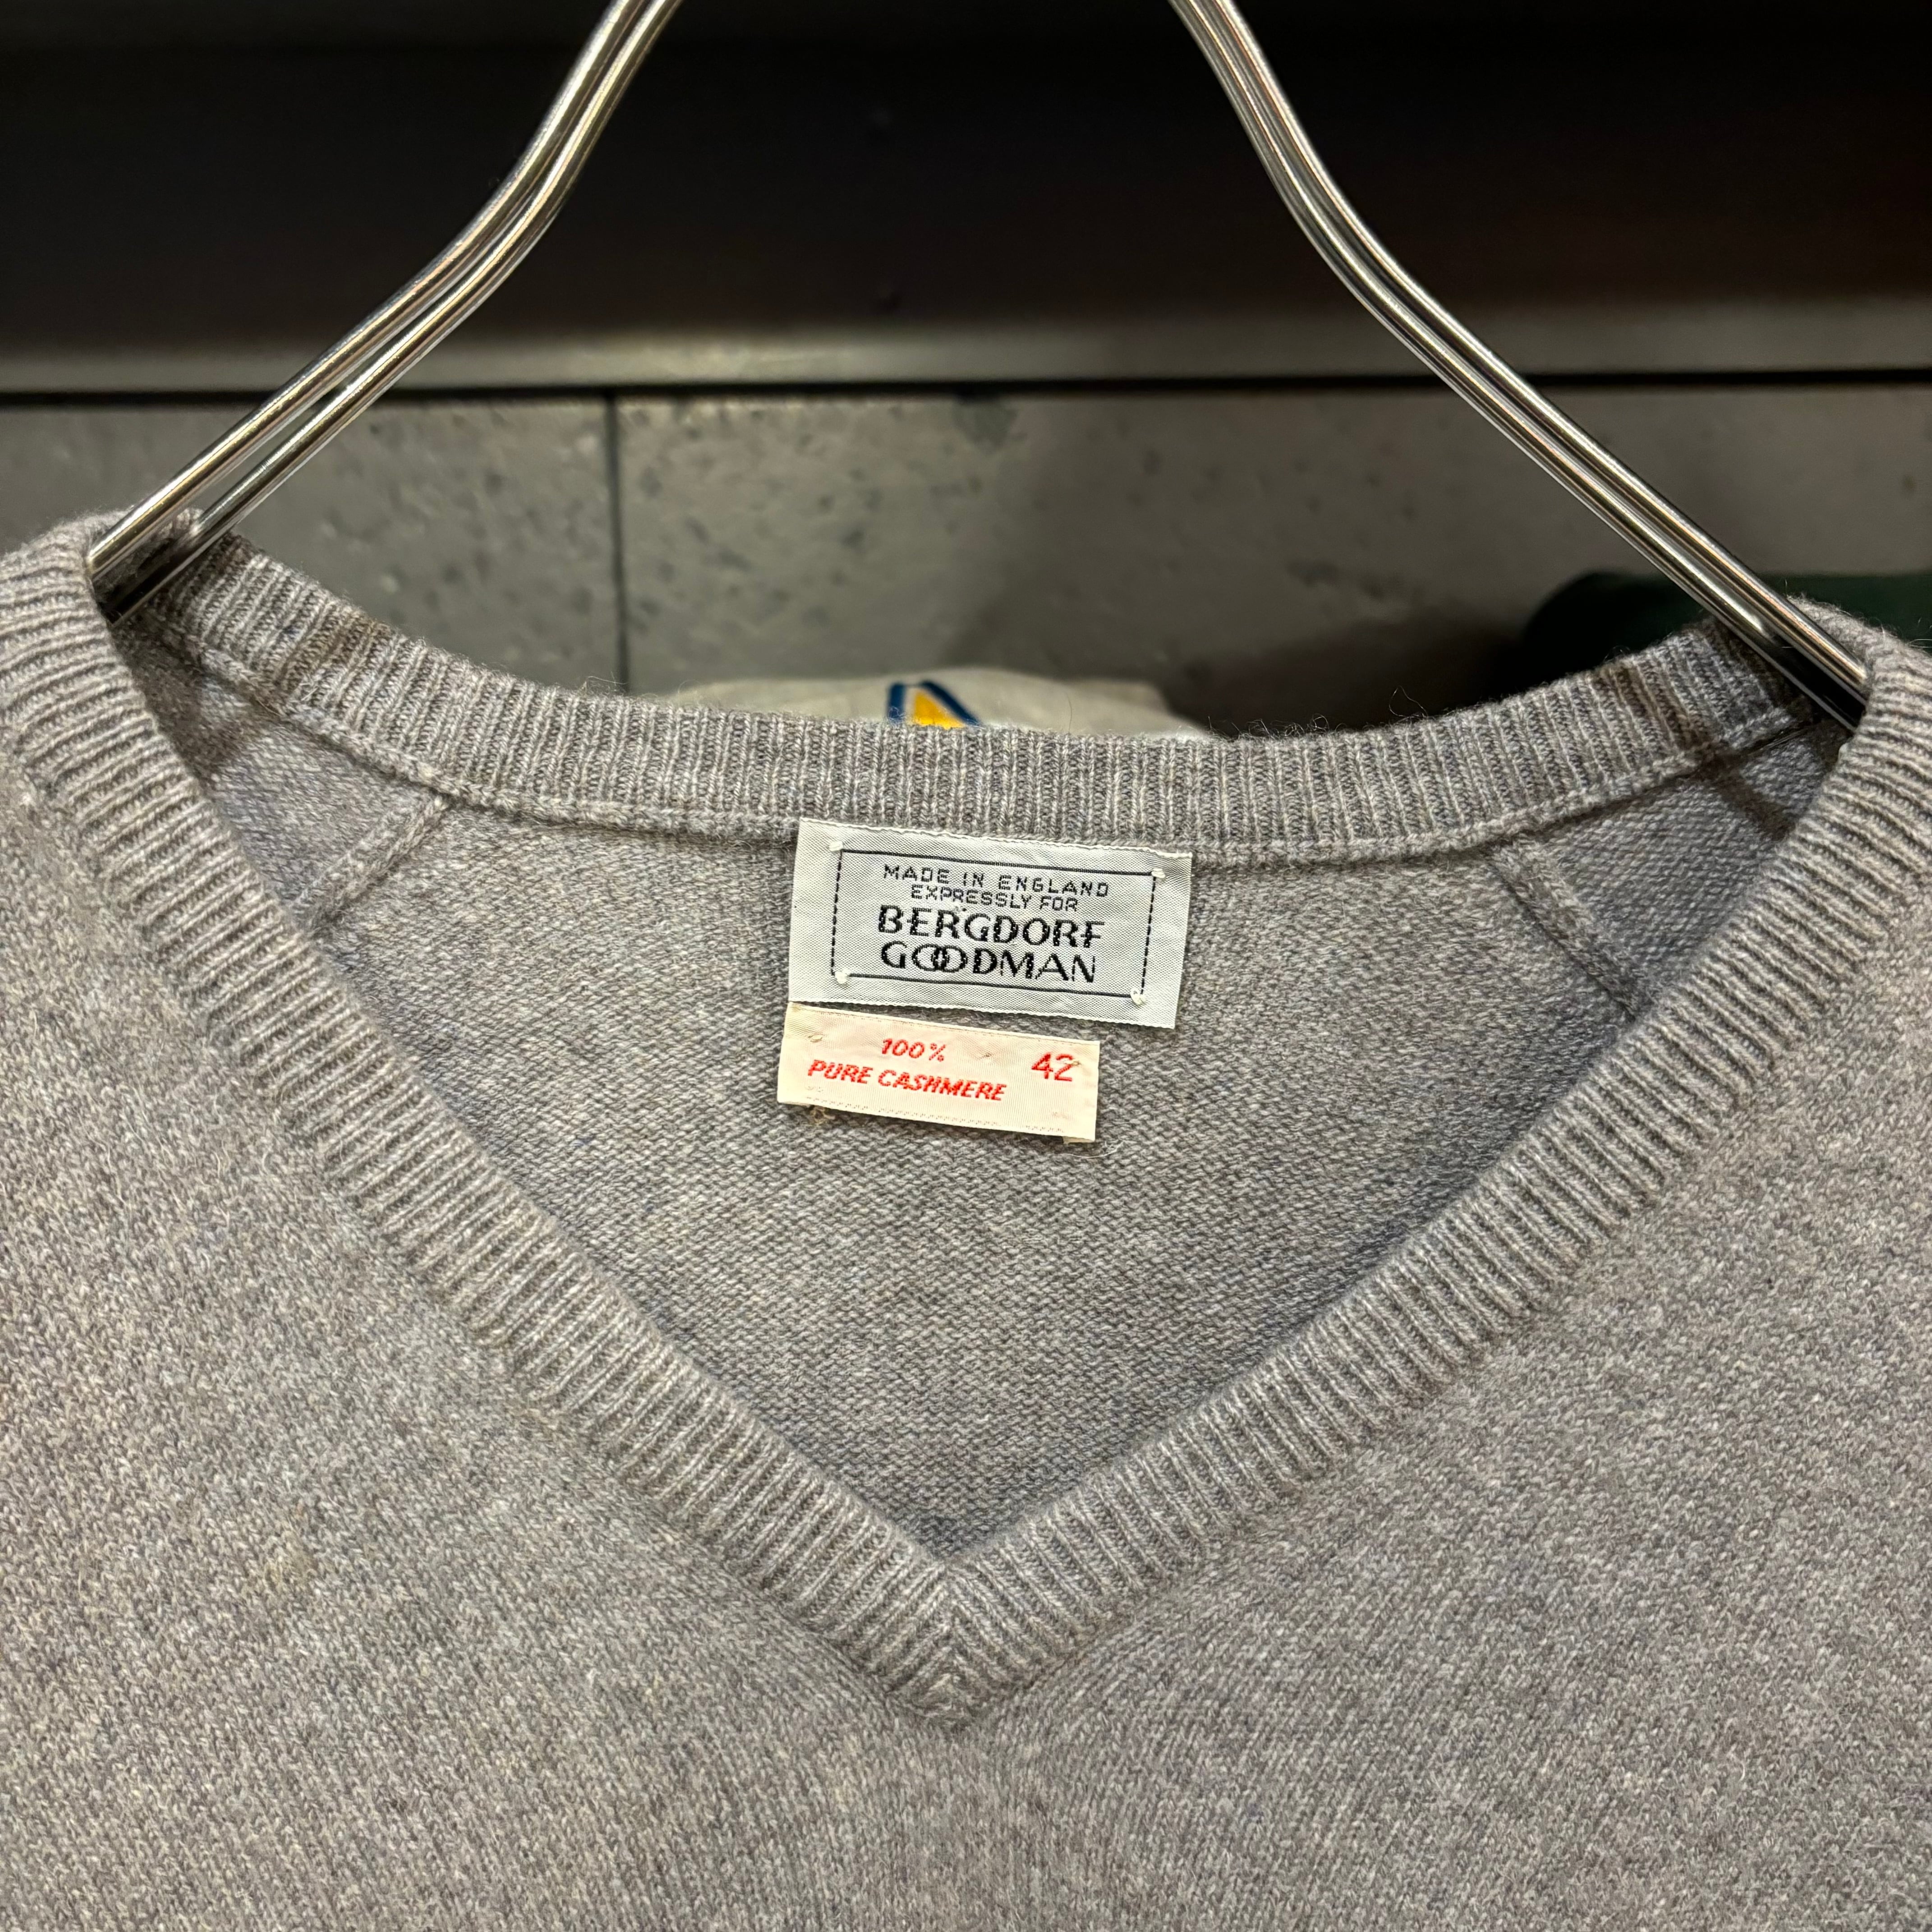 MADE IN ENGLAND
EXPRESSLY FOR
BERGDORF
GOODMAN
100% 42
PURE CASHMERE